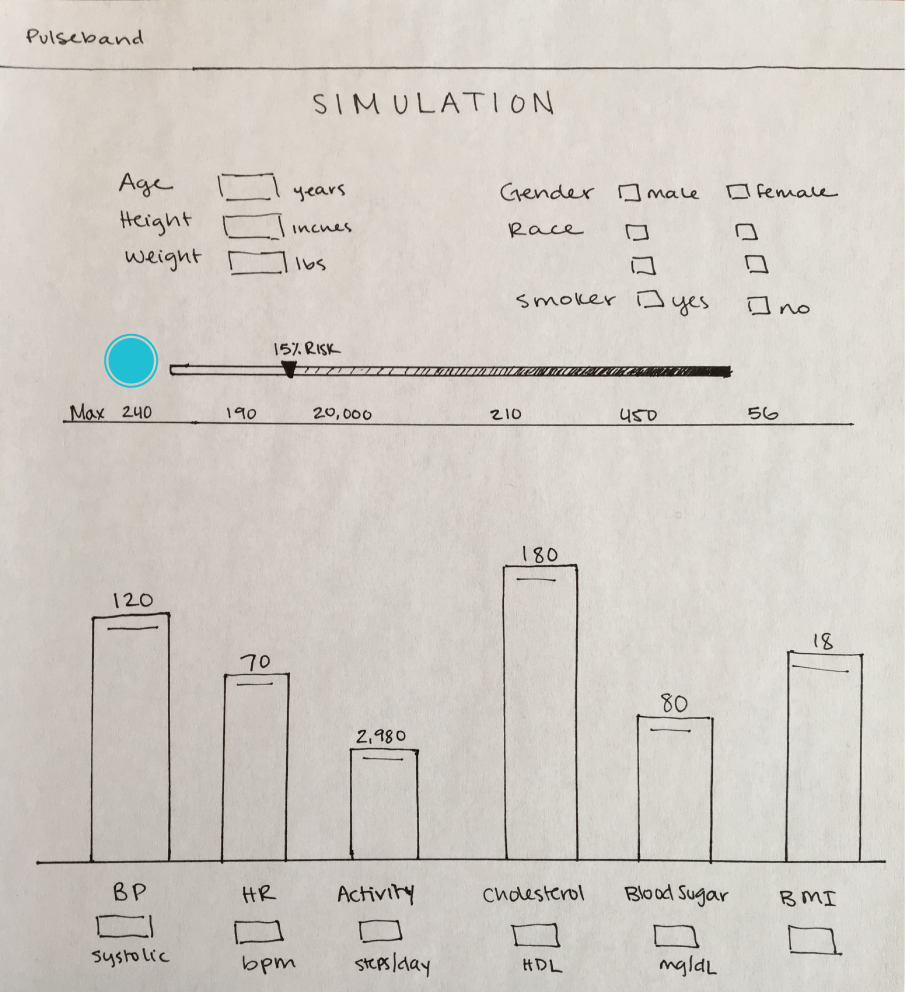 Pulseband
SIMULATION
Age years
Height inches
Weight lbs
Gender male female
Race
Smoker yes no
15% RISK
Max 240 190 20,000 210 450 56
120
70
2,980
180
80
18
BP HR Activity Cholesterol Blood Sugar BMI
systolic bpm steps/day HDL mg/dL